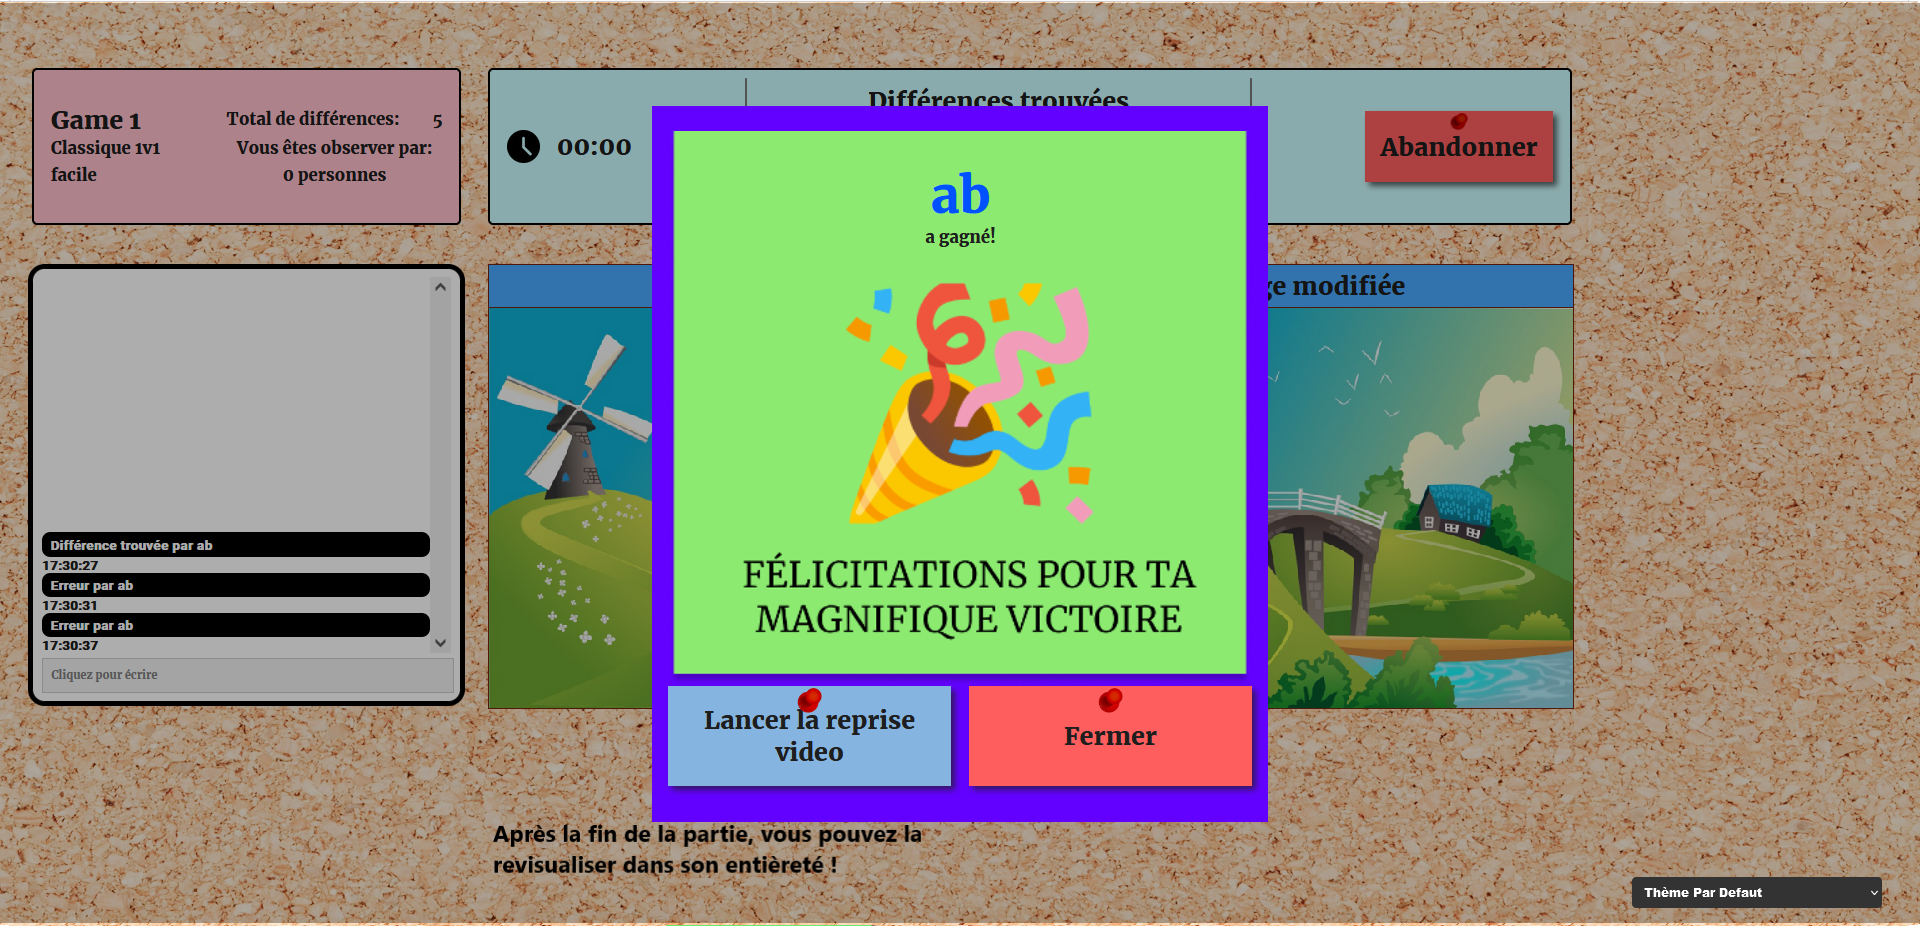 Game 1
Classique 1v1
facile
Total de différences: 5
Vous êtes observer par:
0 personnes
00:00
Différences trouvées
Abandonner
ab
a gagné!
FÉLICITATIONS POUR TA
MAGNIFIQUE VICTOIRE
Lancer la reprise
video
Fermer
modifiée
Différence trouvée par ab
17:30:27
Erreur par ab
17:30:31
Erreur par ab
17:30:37
Cliquez pour écrire
Après la fin de la partie, vous pouvez la
revisualiser dans son entièreté !
Thème Par Defaut